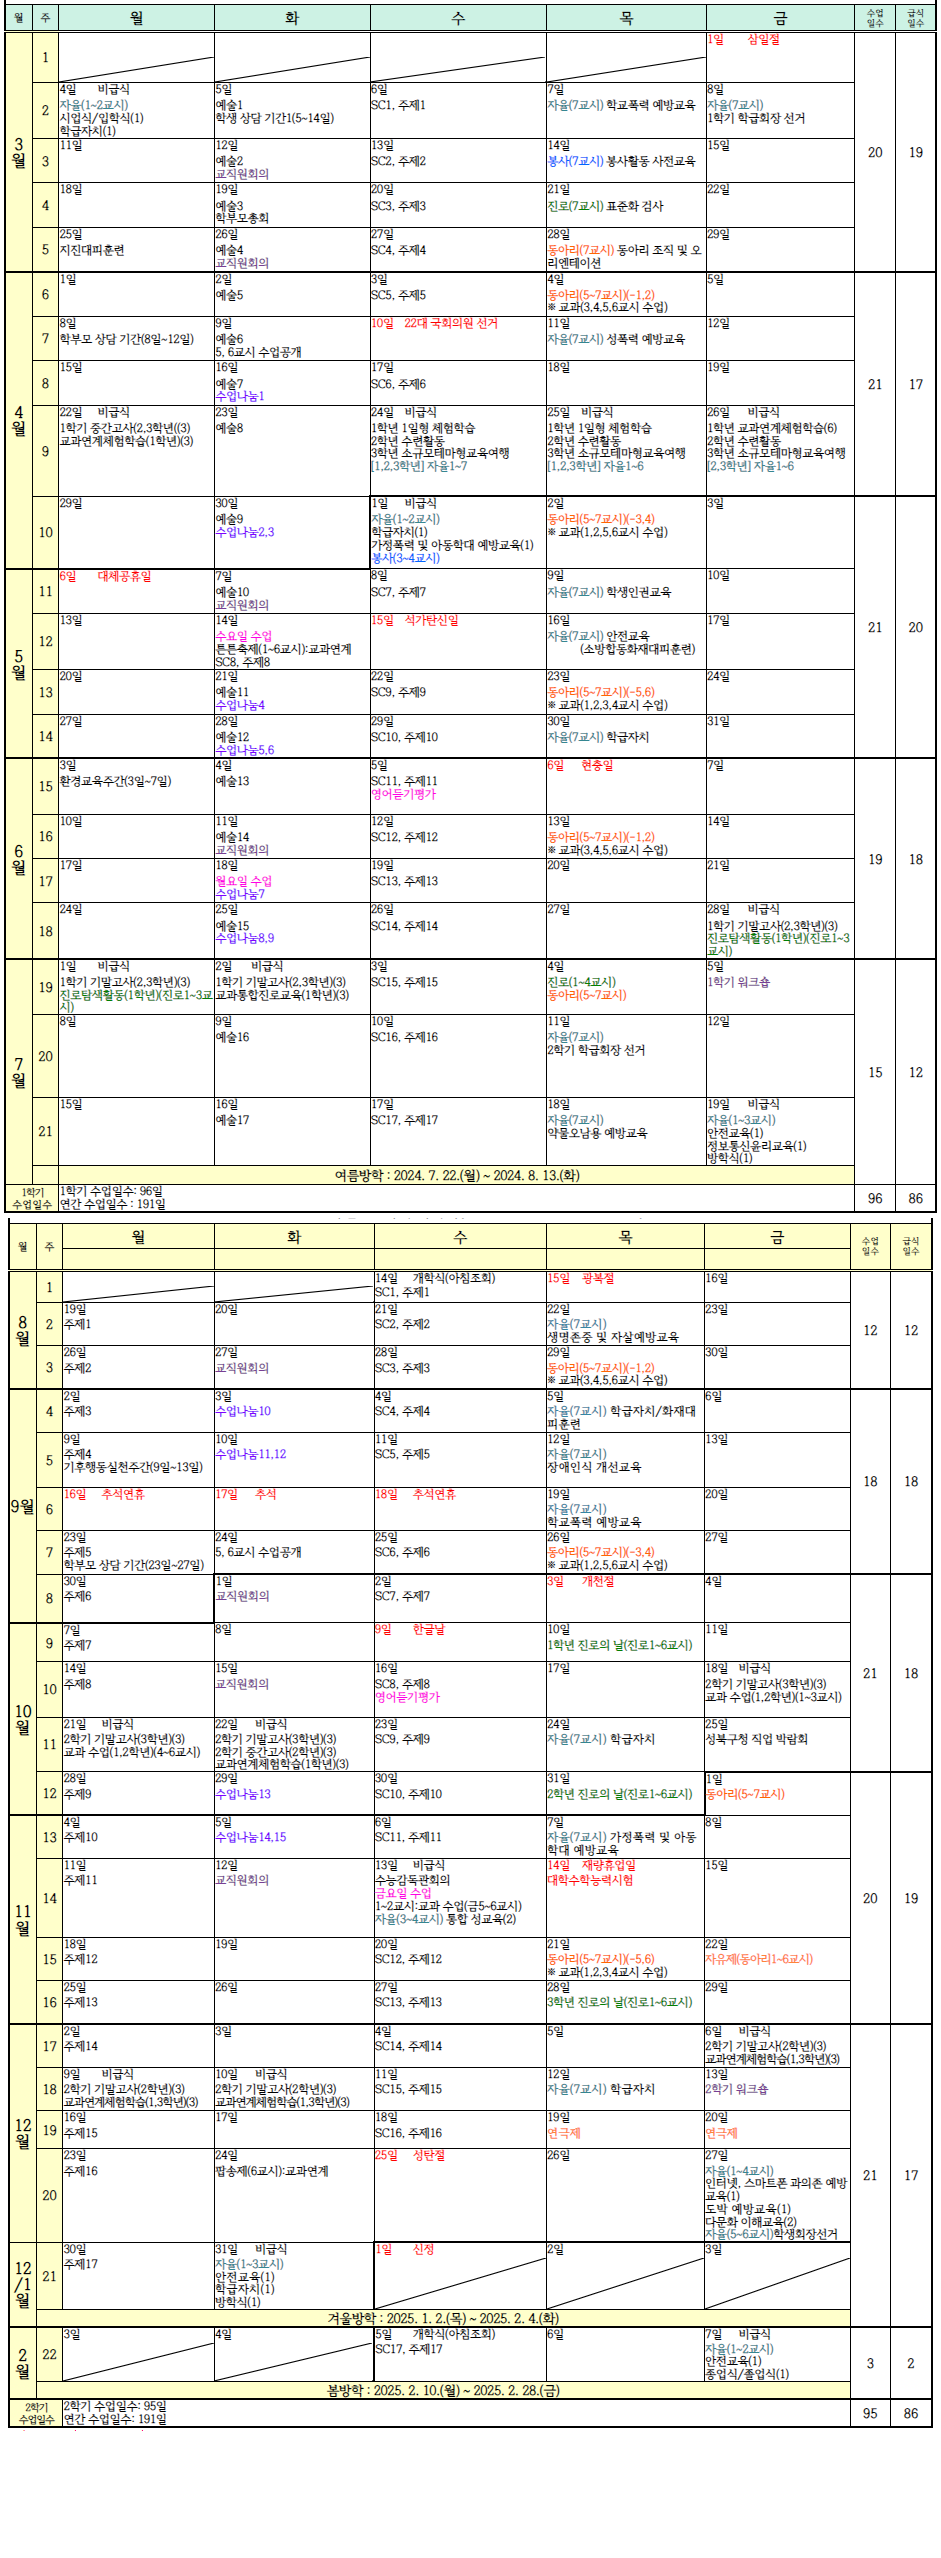 월 주 월 화 수 목 금 수업일수 급식일수
3월
1
1일 삼일절
20 19
2
4일 비급식
자율(1~2교시)
시업식/입학식(1)
학급자치(1)
5일
예술1
학생 상담 기간1(5~14일)
6일
SC1, 주제1
7일
자율(7교시) 학교폭력 예방교육
8일
자율(7교시)
1학기 학급회장 선거
3
11일
12일
예술2
교직원회의
13일
SC2, 주제2
14일
봉사(7교시) 봉사활동 사전교육
15일
4
18일
19일
예술3
학부모총회
20일
SC3, 주제3
21일
진로(7교시) 표준화 검사
22일
5
25일
지진대피훈련
26일
예술4
교직원회의
27일
SC4, 주제4
28일
동아리(7교시) 동아리 조직 및 오
리엔테이션
29일
4월
6
1일
2일
예술5
3일
SC5, 주제5
4일
동아리(5~7교시)(-1,2)
※ 교과(3,4,5,6교시 수업)
5일
21 17
7
8일
학부모 상담 기간(8일~12일)
9일
예술6
5, 6교시 수업공개
10일 22대 국회의원 선거
11일
자율(7교시) 성폭력 예방교육
12일
8
15일
16일
예술7
수업나눔1
17일
SC6, 주제6
18일
19일
9
22일 비급식
1학기 중간고사(2,3학년((3)
교과연계체험학습(1학년)(3)
23일
예술8
24일 비급식
1학년 1일형 체험학습
2학년 수련활동
3학년 소규모테마형교육여행
[1,2,3학년] 자율1~7
25일 비급식
1학년 1일형 체험학습
2학년 수련활동
3학년 소규모테마형교육여행
[1,2,3학년] 자율1~6
26일 비급식
1학년 교과연계체험학습(6)
2학년 수련활동
3학년 소규모테마형교육여행
[2,3학년] 자율1~6
10
29일
30일
예술9
수업나눔2,3
1일 비급식
자율(1~2교시)
학급자치(1)
가정폭력 및 아동학대 예방교육(1)
봉사(3~4교시)
2일
동아리(5~7교시)(-3,4)
※ 교과(1,2,5,6교시 수업)
3일
21 20
5월
11
6일 대체공휴일
7일
예술10
교직원회의
8일
SC7, 주제7
9일
자율(7교시) 학생인권교육
10일
12
13일
14일
수요일 수업
튼튼축제(1~6교시):교과연계
SC8, 주제8
15일 석가탄신일
16일
자율(7교시) 안전교육
(소방합동화재대피훈련)
17일
13
20일
21일
예술11
수업나눔4
22일
SC9, 주제9
23일
동아리(5~7교시)(-5,6)
※ 교과(1,2,3,4교시 수업)
24일
14
27일
28일
예술12
수업나눔5,6
29일
SC10, 주제10
30일
자율(7교시) 학급자치
31일
6월
15
3일
환경교육주간(3일~7일)
4일
예술13
5일
SC11, 주제11
영어듣기평가
6일 현충일
7일
19 18
16
10일
11일
예술14
교직원회의
12일
SC12, 주제12
13일
동아리(5~7교시)(-1,2)
※ 교과(3,4,5,6교시 수업)
14일
17
17일
18일
월요일 수업
수업나눔7
19일
SC13, 주제13
20일
21일
18
24일
25일
예술15
수업나눔8,9
26일
SC14, 주제14
27일
28일 비급식
1학기 기말고사(2,3학년)(3)
진로탐색활동(1학년)(진로1~3
교시)
7월
19
1일 비급식
1학기 기말고사(2,3학년)(3)
진로탐색활동(1학년)(진로1~3교
시)
2일 비급식
1학기 기말고사(2,3학년)(3)
교과통합진로교육(1학년)(3)
3일
SC15, 주제15
4일
진로(1~4교시)
동아리(5~7교시)
5일
1학기 워크숍
15 12
20
8일
9일
예술16
10일
SC16, 주제16
11일
자율(7교시)
2학기 학급회장 선거
12일
21
15일
16일
예술17
17일
SC17, 주제17
18일
자율(7교시)
약물오남용 예방교육
19일 비급식
자율(1~3교시)
안전교육(1)
정보통신윤리교육(1)
방학식(1)
여름방학 : 2024. 7. 22.(월) ~ 2024. 8. 13.(화)
1학기 수업일수
1학기 수업일수: 96일
연간 수업일수 : 191일
96 86
월 주 월 화 수 목 금 수업일수 급식일수
8월
1
14일 개학식(아침조회)
SC1, 주제1
15일 광복절
16일
12 12
2
19일
주제1
20일
21일
SC2, 주제2
22일
자율(7교시)
생명존중 및 자살예방교육
23일
3
26일
주제2
27일
교직원회의
28일
SC3, 주제3
29일
동아리(5~7교시)(-1,2)
※ 교과(3,4,5,6교시 수업)
30일
9월
4
2일
주제3
3일
수업나눔10
4일
SC4, 주제4
5일
자율(7교시) 학급자치/화재대
피훈련
6일
18 18
5
9일
주제4
기후행동실천주간(9일~13일)
10일
수업나눔11,12
11일
SC5, 주제5
12일
자율(7교시)
장애인식 개선교육
13일
6
16일 추석연휴
17일 추석
18일 추석연휴
19일
자율(7교시)
학교폭력 예방교육
20일
7
23일
주제5
학부모 상담 기간(23일~27일)
24일
5, 6교시 수업공개
25일
SC6, 주제6
26일
동아리(5~7교시)(-3,4)
※ 교과(1,2,5,6교시 수업)
27일
8
30일
주제6
1일
교직원회의
2일
SC7, 주제7
3일 개천절
4일
21 18
10월
9
7일
주제7
8일
9일 한글날
10일
1학년 진로의 날(진로1~6교시)
11일
10
14일
주제8
15일
교직원회의
16일
SC8, 주제8
영어듣기평가
17일
18일 비급식
2학기 기말고사(3학년)(3)
교과 수업(1,2학년)(1~3교시)
11
21일 비급식
2학기 기말고사(3학년)(3)
교과 수업(1,2학년)(4~6교시)
22일 비급식
2학기 기말고사(3학년)(3)
2학기 중간고사(2학년)(3)
교과연계체험학습(1학년)(3)
23일
SC9, 주제9
24일
자율(7교시) 학급자치
25일
성북구청 직업 박람회
12
28일
주제9
29일
수업나눔13
30일
SC10, 주제10
31일
2학년 진로의 날(진로1~6교시)
1일
동아리(5~7교시)
20 19
11월
13
4일
주제10
5일
수업나눔14,15
6일
SC11, 주제11
7일
자율(7교시) 가정폭력 및 아동
학대 예방교육
8일
14
11일
주제11
12일
교직원회의
13일 비급식
수능감독관회의
금요일 수업
1~2교시:교과 수업(금5~6교시)
자율(3~4교시) 통합 성교육(2)
14일 재량휴업일
대학수학능력시험
15일
15
18일
주제12
19일
20일
SC12, 주제12
21일
동아리(5~7교시)(-5,6)
※ 교과(1,2,3,4교시 수업)
22일
자유제(동아리1~6교시)
16
25일
주제13
26일
27일
SC13, 주제13
28일
3학년 진로의 날(진로1~6교시)
29일
12월
17
2일
주제14
3일
4일
SC14, 주제14
5일
6일 비급식
2학기 기말고사(2학년)(3)
교과연계체험학습(1,3학년)(3)
21 17
18
9일 비급식
2학기 기말고사(2학년)(3)
교과연계체험학습(1,3학년)(3)
10일 비급식
2학기 기말고사(2학년)(3)
교과연계체험학습(1,3학년)(3)
11일
SC15, 주제15
12일
자율(7교시) 학급자치
13일
2학기 워크숍
19
16일
주제15
17일
18일
SC16, 주제16
19일
연극제
20일
연극제
20
23일
주제16
24일
팝송제(6교시):교과연계
25일 성탄절
26일
27일
자율(1~4교시)
인터넷, 스마트폰 과의존 예방
교육(1)
도박 예방교육(1)
다문화 이해교육(2)
자율(5~6교시)학생회장선거
12/1월
21
30일
주제17
31일 비급식
자율(1~3교시)
안전교육(1)
학급자치(1)
방학식(1)
1일 신정
2일
3일
겨울방학 : 2025. 1. 2.(목) ~ 2025. 2. 4.(화)
2월
22
3일
4일
5일 개학식(아침조회)
SC17, 주제17
6일
7일 비급식
자율(1~2교시)
안전교육(1)
종업식/졸업식(1)
3 2
봄방학 : 2025. 2. 10.(월) ~ 2025. 2. 28.(금)
2학기 수업일수
2학기 수업일수: 95일
연간 수업일수: 191일
95 86